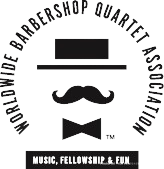 WORLDWIDE BARBERSHOP QUARTET ASSOCIATION
TM
MUSIC, FELLOWSHIP & FUN